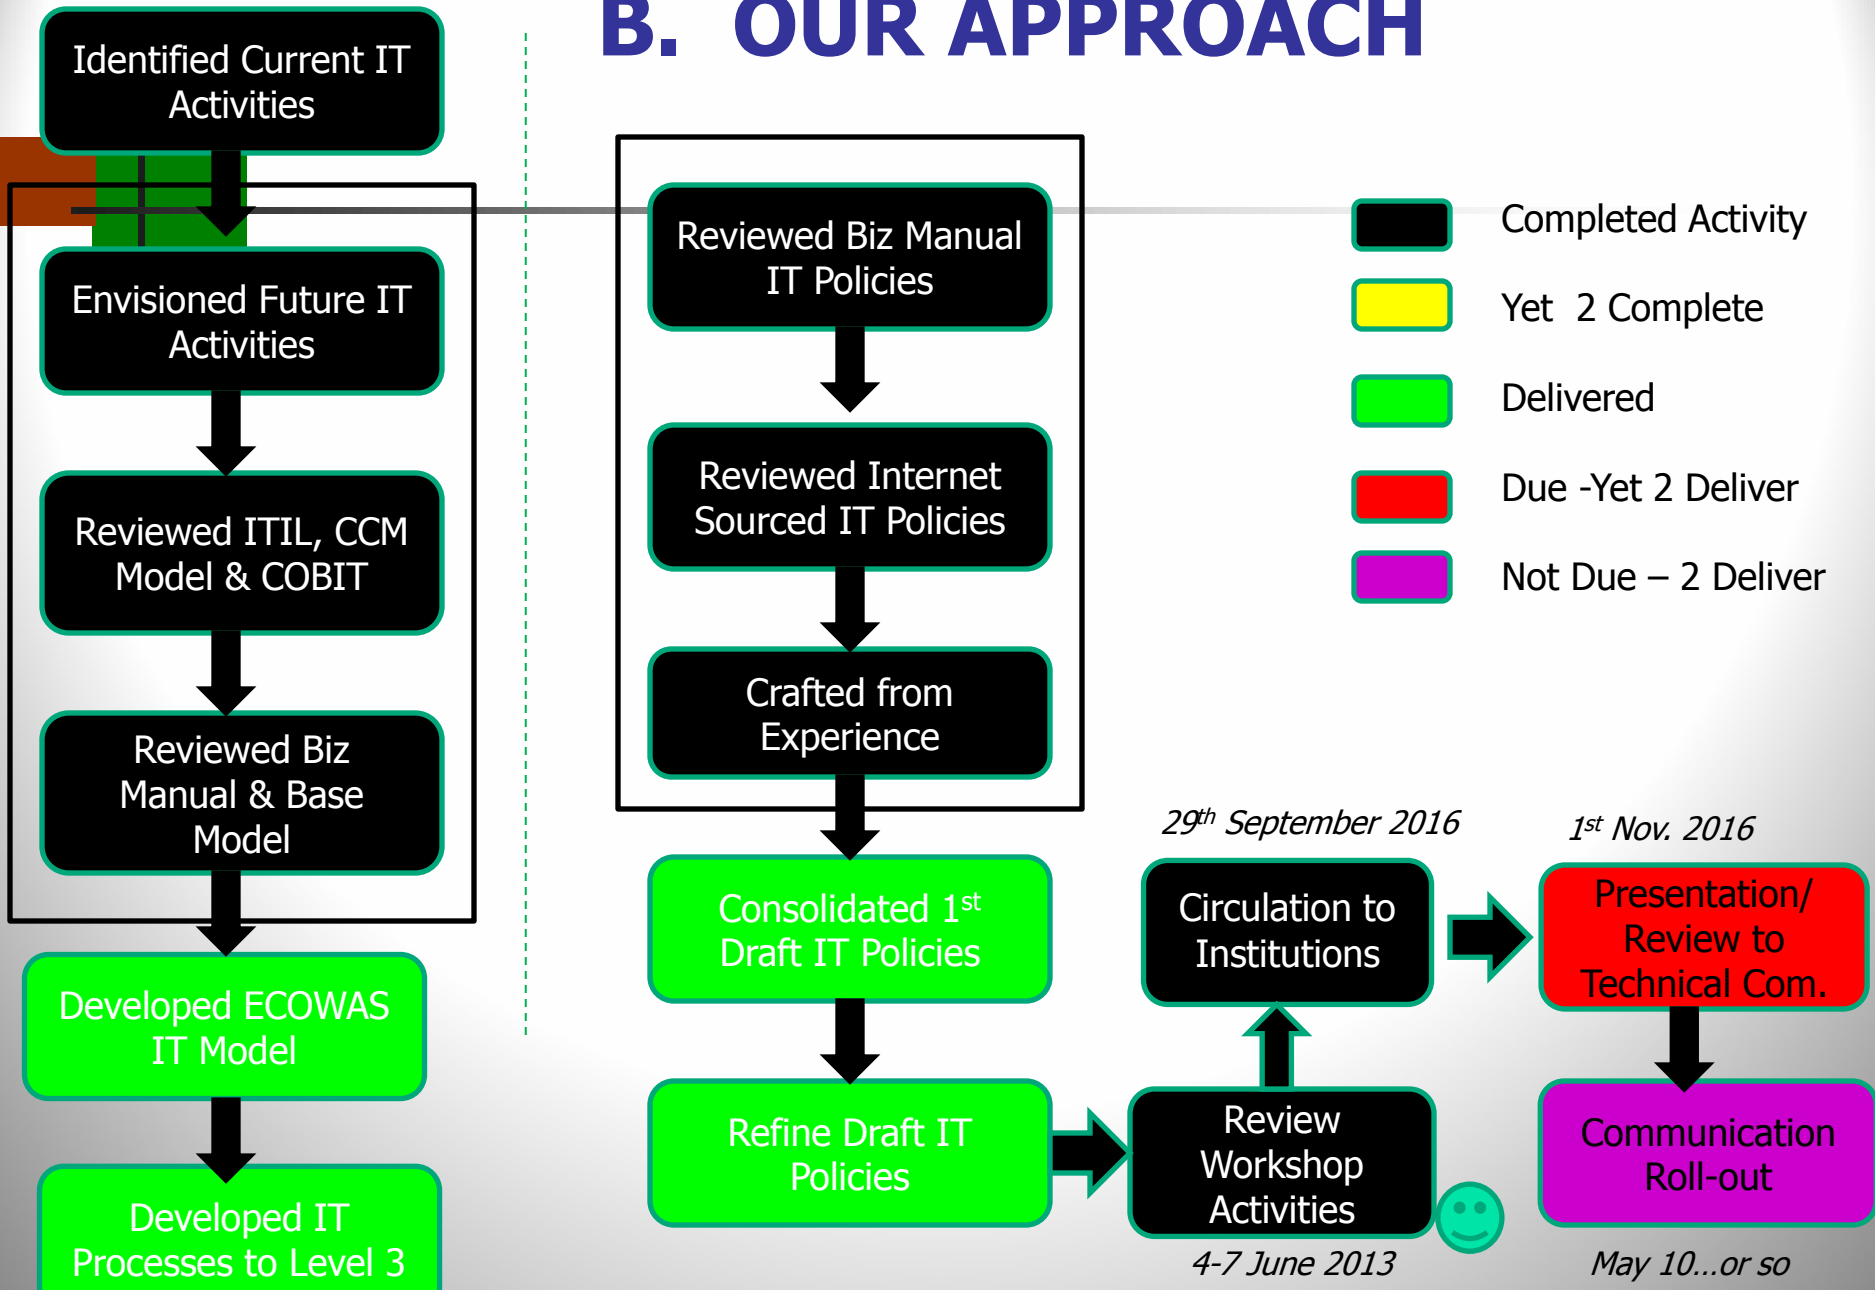 B. OUR APPROACH
Identified Current IT
Activities
Envisioned Future IT
Activities
Reviewed ITIL, CCM
Model & COBIT
Reviewed Biz
Manual & Base
Model
Developed ECOWAS
IT Model
Developed IT
Processes to Level 3
Reviewed Biz Manual
IT Policies
Reviewed Internet
Sourced IT Policies
Crafted from
Experience
Consolidated 1st
Draft IT Policies
Refine Draft IT
Policies
Completed Activity
Yet 2 Complete
Delivered
Due -Yet 2 Deliver
Not Due – 2 Deliver
29th September 2016
Circulation to
Institutions
Review
Workshop
Activities
4-7 June 2013
1st Nov. 2016
Presentation/
Review to
Technical Com.
Communication
Roll-out
May 10...or so